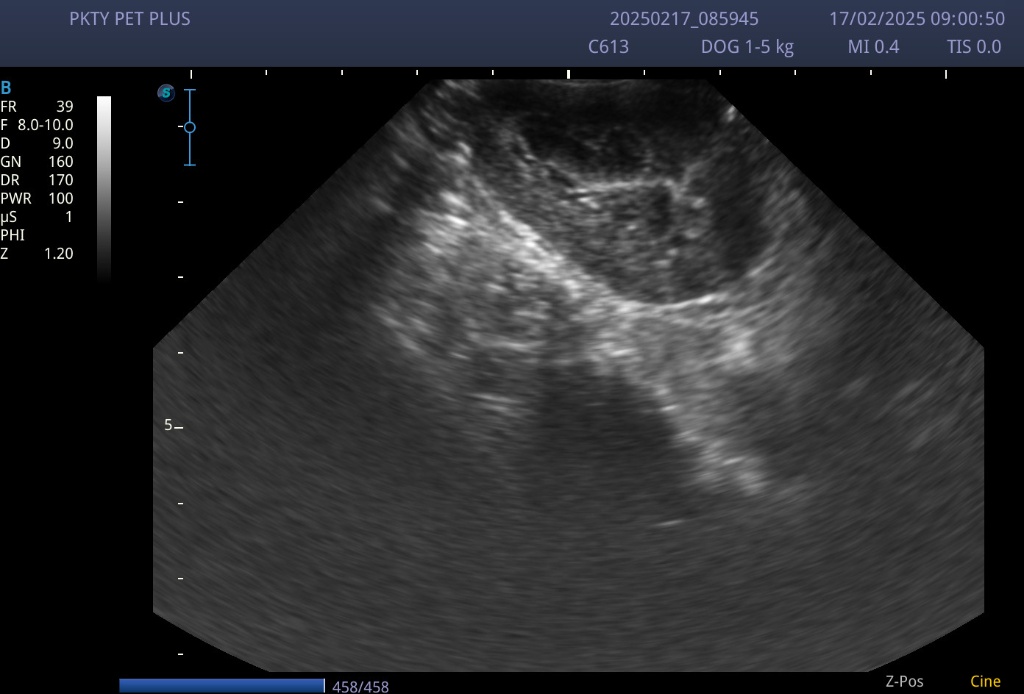 PKTY PET PLUS 20250217_085945 17/02/2025 09:00:50
C613 DOG 1-5 kg MI 0.4 TIS 0.0
B
FR 39
F 8.0-10.0
D 9.0
GN 160
DR 170
PWR 100
µS 1
PHI
Z 1.20
S
5
Z-Pos Cine
458/458